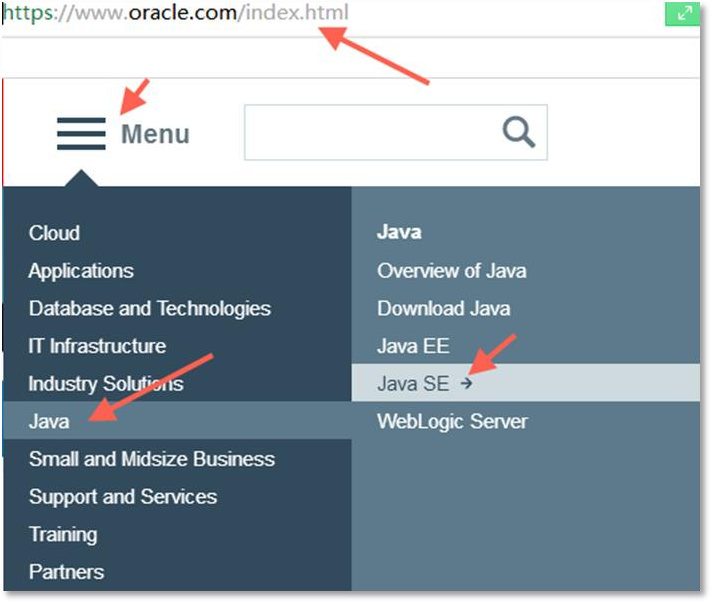 https://www.oracle.com/index.html
Menu
Cloud
Applications
Database and Technologies
IT Infrastructure
Industry Solutions
Java
Small and Midsize Business
Support and Services
Training
Partners
Java
Overview of Java
Download Java
Java EE
Java SE →
WebLogic Server